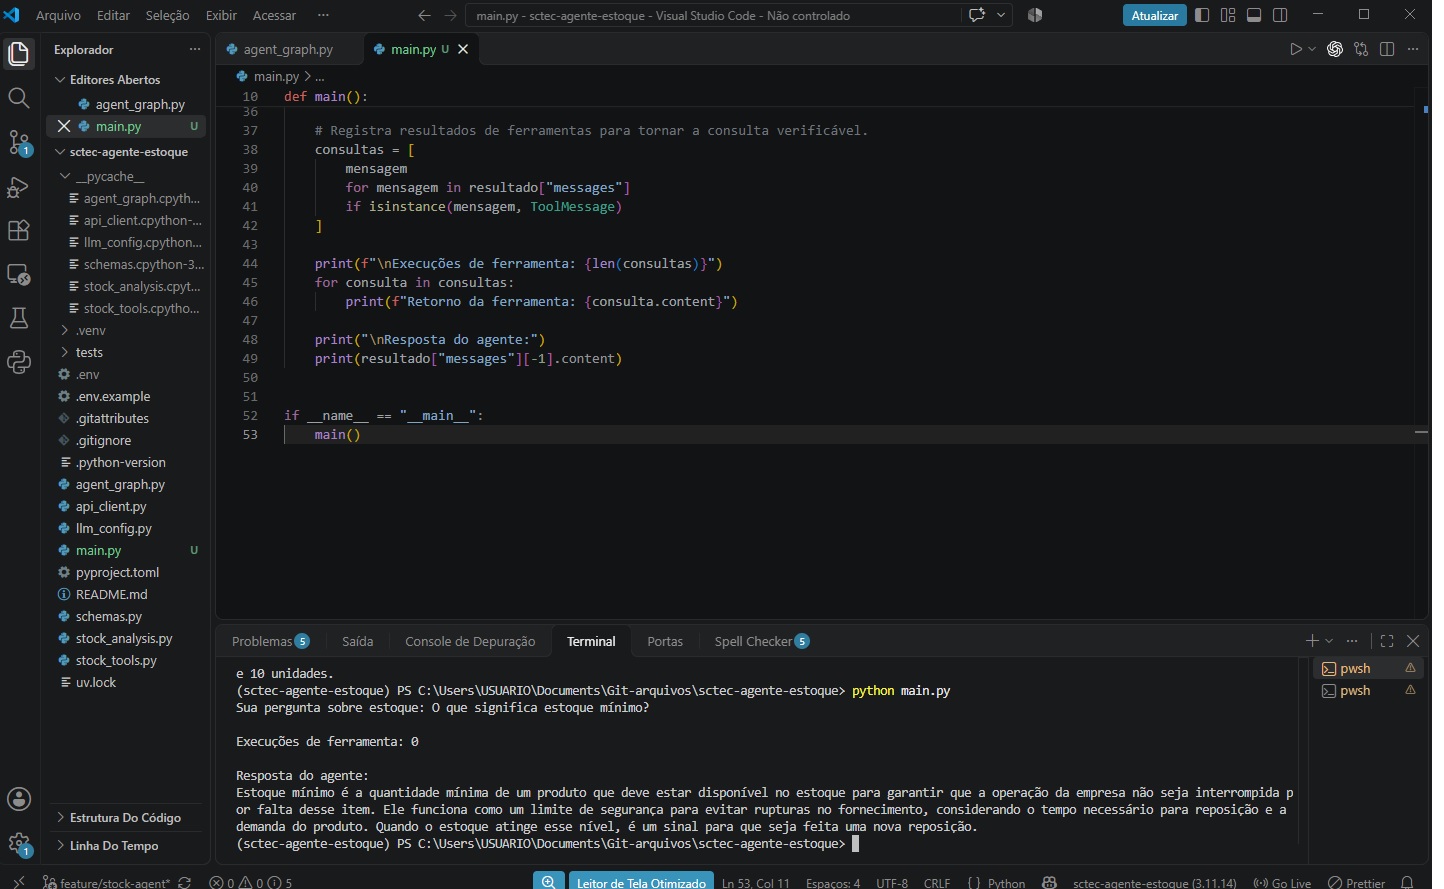 Arquivo Editar Seleção Exibir Acessar ···
main.py - sctec-agente-estoque - Visual Studio Code - Não controlado
Atualizar
Explorador ···
Editores Abertos
agent_graph.py
main.py U
sctec-agente-estoque
__pycache__
agent_graph.cpyth...
api_client.cpython-...
llm_config.cpython...
schemas.cpython-3...
stock_analysis.cpyt...
stock_tools.cpytho...
.venv
tests
.env
.env.example
.gitattributes
.gitignore
.python-version
agent_graph.py
api_client.py
llm_config.py
main.py U
pyproject.toml
README.md
schemas.py
stock_analysis.py
stock_tools.py
uv.lock
Estrutura Do Código
Linha Do Tempo
1
1
agent_graph.py
main.py U
main.py > ...
10 def main():
36
37 # Registra resultados de ferramentas para tornar a consulta verificável.
38 consultas = [
39 mensagem
40 for mensagem in resultado["messages"]
41 if isinstance(mensagem, ToolMessage)
42 ]
43
44 print(f"\nExecuções de ferramenta: {len(consultas)}")
45 for consulta in consultas:
46 print(f"Retorno da ferramenta: {consulta.content}")
47
48 print("\nResposta do agente:")
49 print(resultado["messages"][-1].content)
50
51
52 if __name__ == "__main__":
53 main()
Problemas 5 Saída Console de Depuração Terminal Portas Spell Checker 5
e 10 unidades.
(sctec-agente-estoque) PS C:\Users\USUARIO\Documents\Git-arquivos\sctec-agente-estoque> python main.py
Sua pergunta sobre estoque: O que significa estoque mínimo?
Execuções de ferramenta: 0
Resposta do agente:
Estoque mínimo é a quantidade mínima de um produto que deve estar disponível no estoque para garantir que a operação da empresa não seja interrompida p
or falta desse item. Ele funciona como um limite de segurança para evitar rupturas no fornecimento, considerando o tempo necessário para reposição e a
demanda do produto. Quando o estoque atinge esse nível, é um sinal para que seja feita uma nova reposição.
(sctec-agente-estoque) PS C:\Users\USUARIO\Documents\Git-arquivos\sctec-agente-estoque>
pwsh
pwsh
feature/stock-agent* 0 0 5 Leitor de Tela Otimizado Ln 53, Col 11 Espaços: 4 UTF-8 CRLF { } Python sctec-agente-estoque (3.11.14) Go Live Prettier